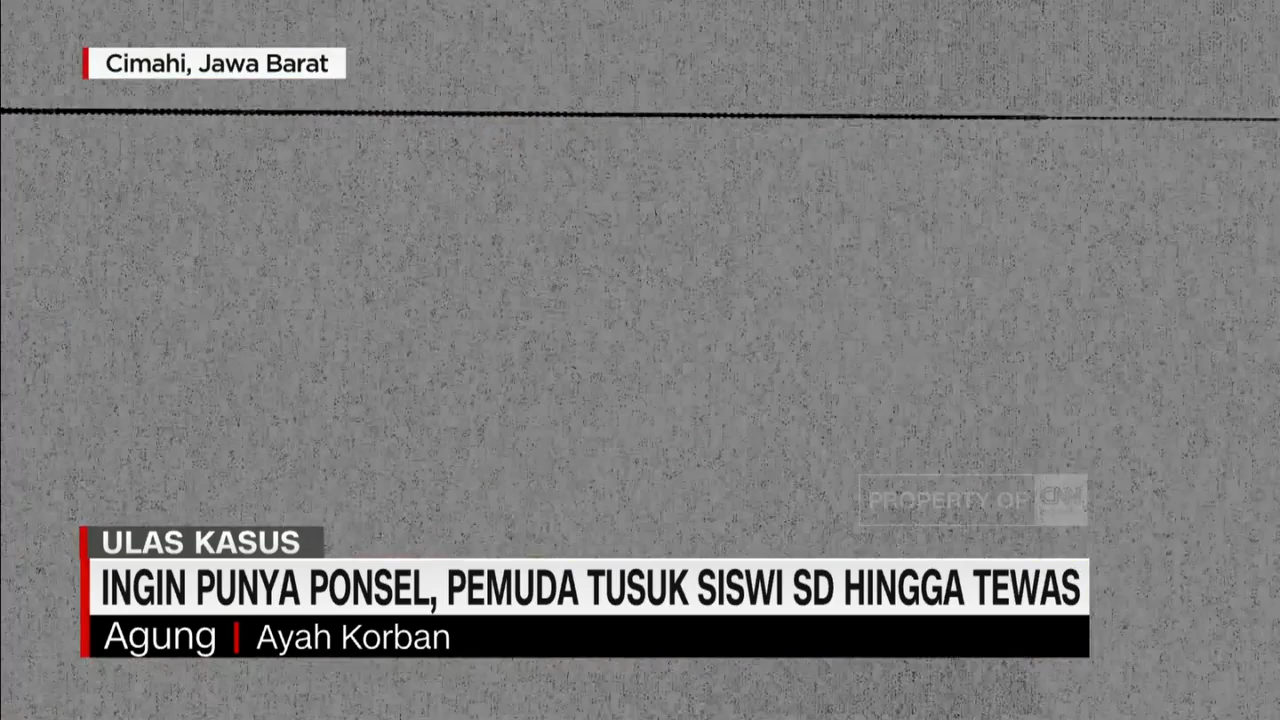 Cimahi, Jawa Barat
PROPERTY OF CNN
ULAS KASUS
INGIN PUNYA PONSEL, PEMUDA TUSUK SISWI SD HINGGA TEWAS
Agung | Ayah Korban